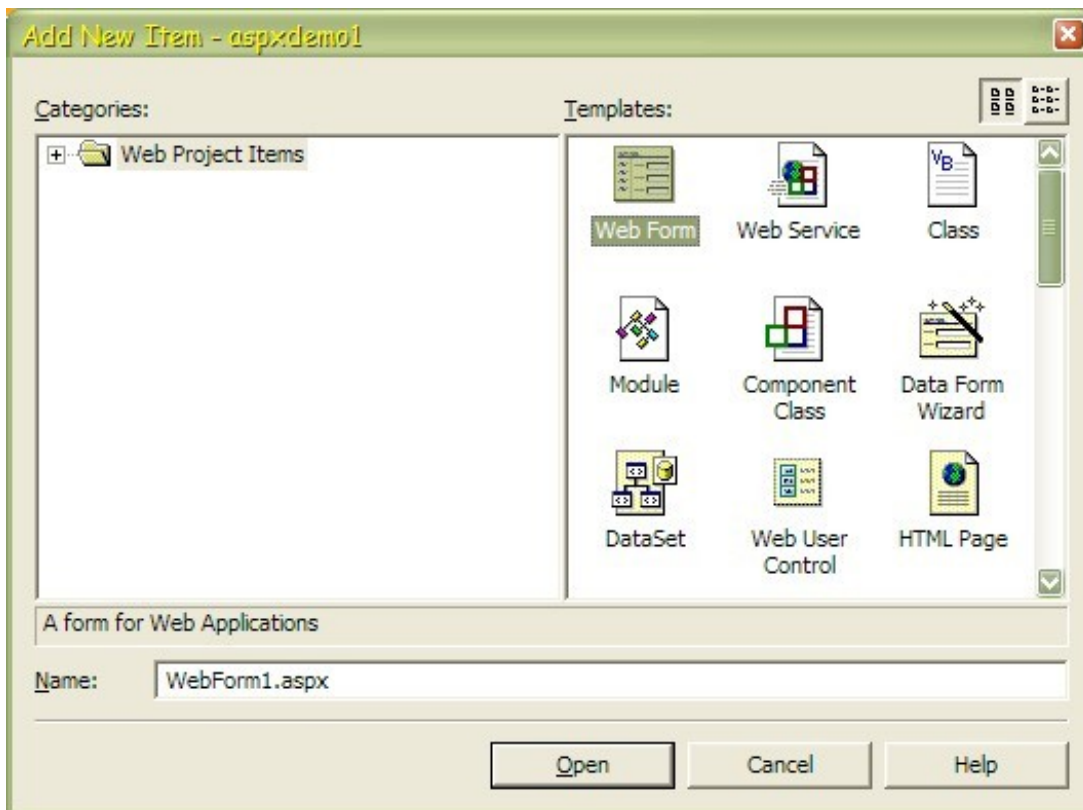 Add New Item - aspxdemo1
Categories:
Templates:
Web Project Items
Web Form
Web Service
VB
Class
Module
Component
Class
Data Form
Wizard
DataSet
Web User
Control
HTML Page
A form for Web Applications
Name:
WebForm1.aspx
Open
Cancel
Help